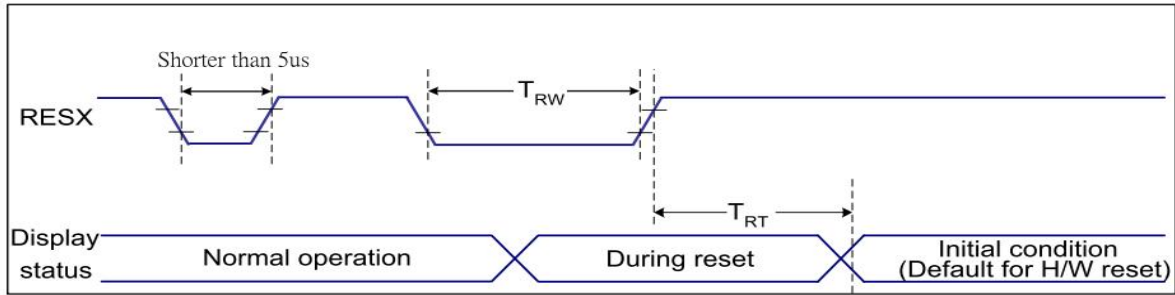 Shorter than 5us
RESX
TRW
TRT
Display
status
Normal operation
During reset
Initial condition
(Default for H/W reset)